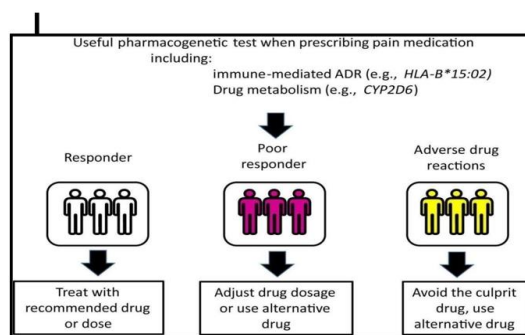 Useful pharmacogenetic test when prescribing pain medication
including:
immune-mediated ADR (e.g., HLA-B*15:02)
Drug metabolism (e.g., CYP2D6)
Responder
Poor
responder
Adverse drug
reactions
Treat with
recommended drug
or dose
Adjust drug dosage
or use alternative
drug
Avoid the culprit
drug, use
alternative drug